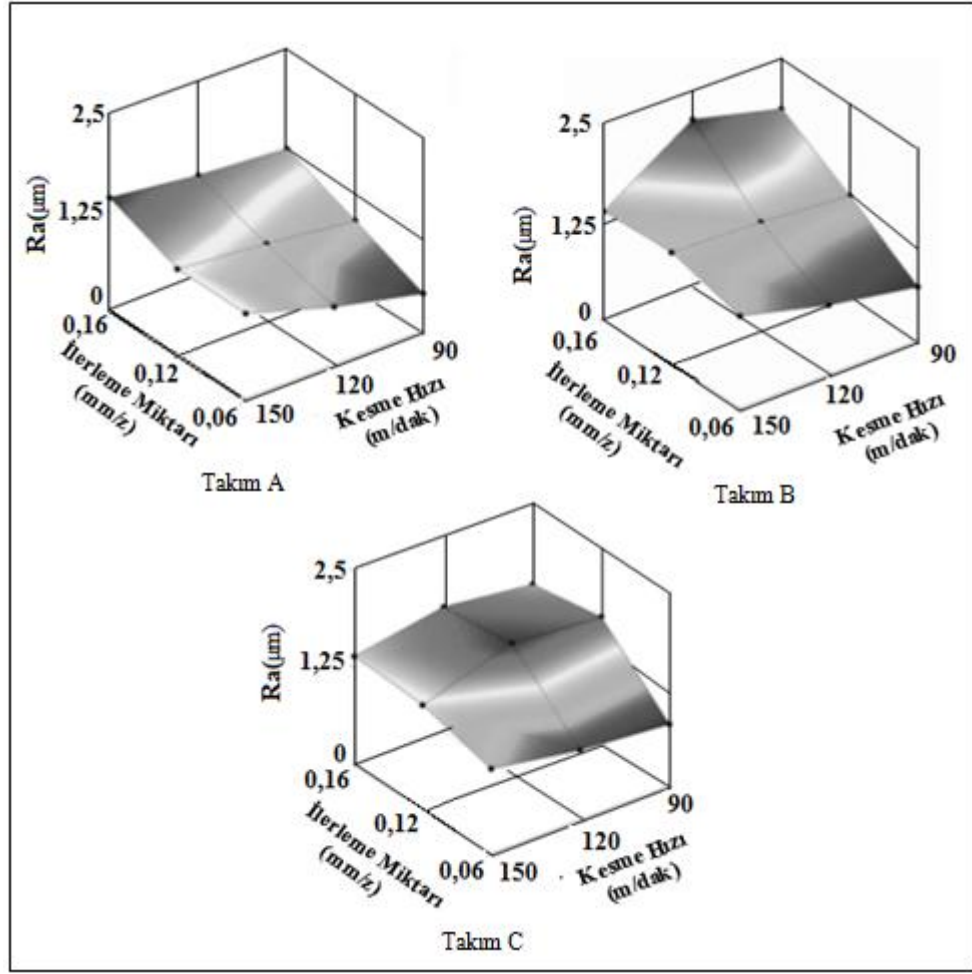 2,5
1,25
0
Ra(μm)
0,16
0,12
0,06
İlerleme Miktarı
(mm/z)
150
120
90
Kesme Hızı
(m/dak)
Takım A
2,5
1,25
0
Ra(μm)
0,16
0,12
0,06
İlerleme Miktarı
(mm/z)
150
120
90
Kesme Hızı
(m/dak)
Takım B
2,5
1,25
0
Ra(μm)
0,16
0,12
0,06
İlerleme Miktarı
(mm/z)
150
120
90
Kesme Hızı
(m/dak)
Takım C